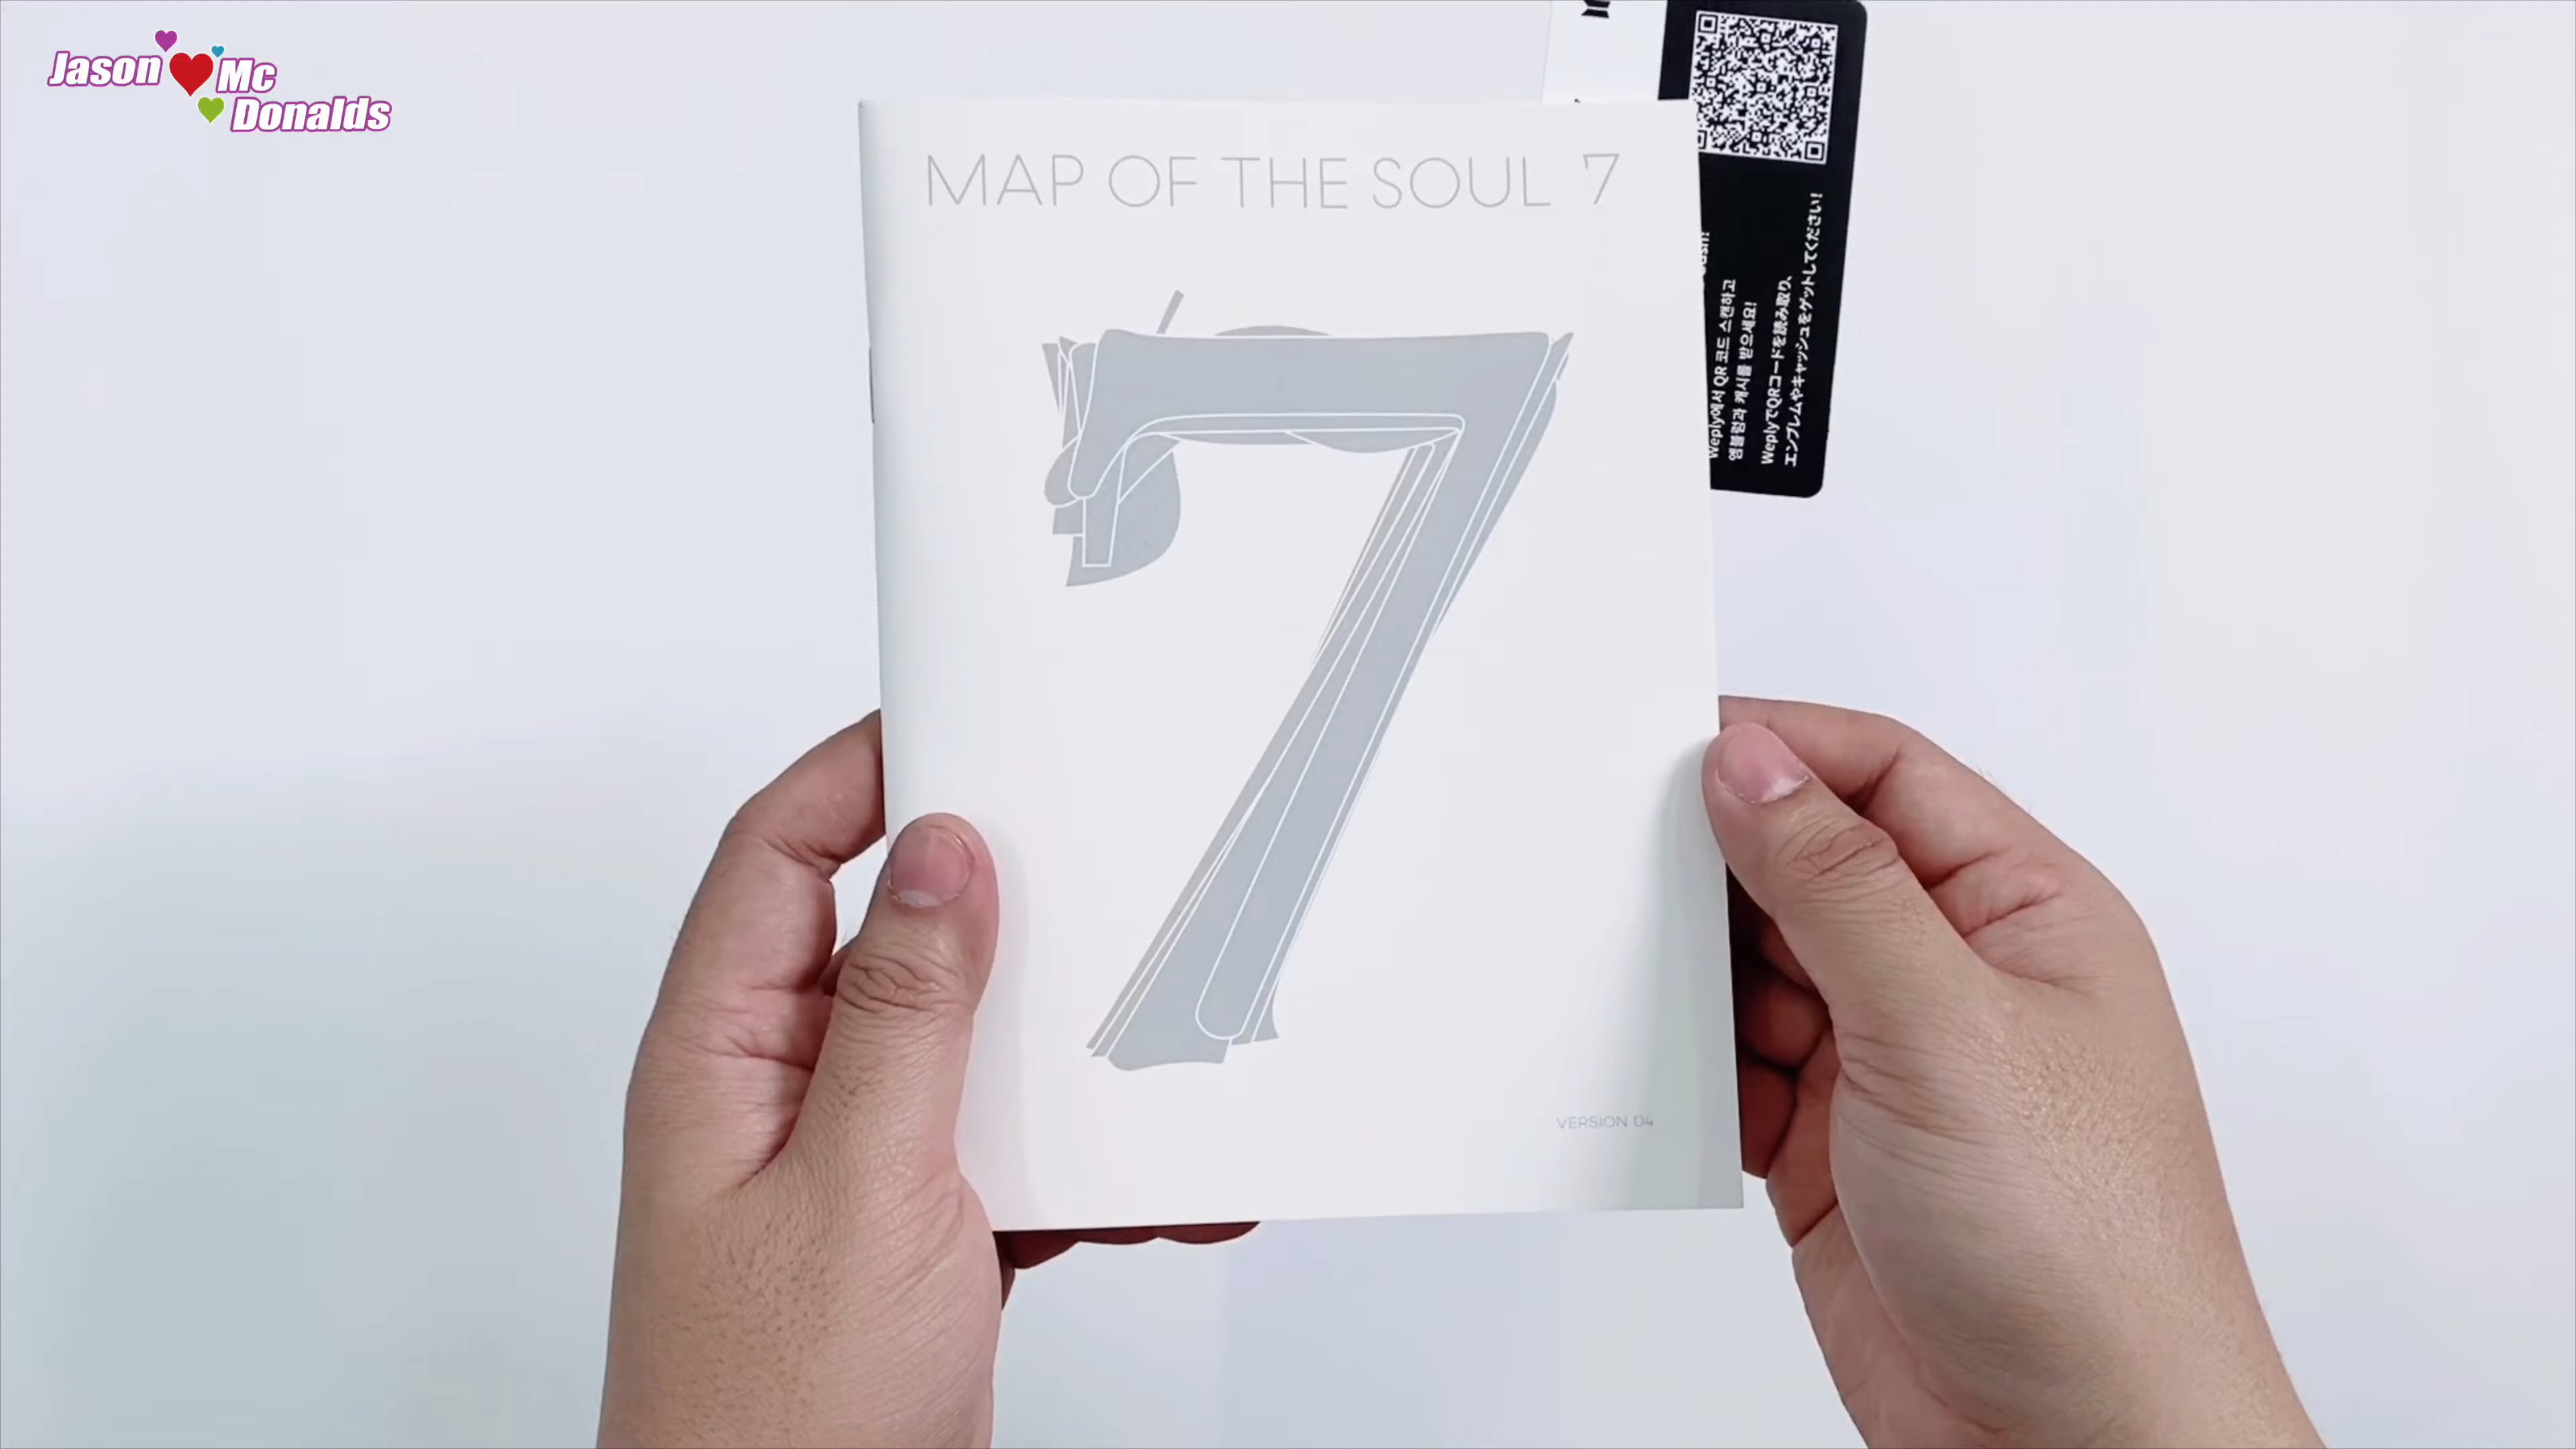 Jason Mc
Donalds
MAP OF THE SOUL 7
7
VERSION 04
Weply에서 QR 코드 스캔하고
엠블럼과 캐시를 받으세요!
WeplyでQRコードを読み取り、
エンブレムやキャッシュをゲットしてください!